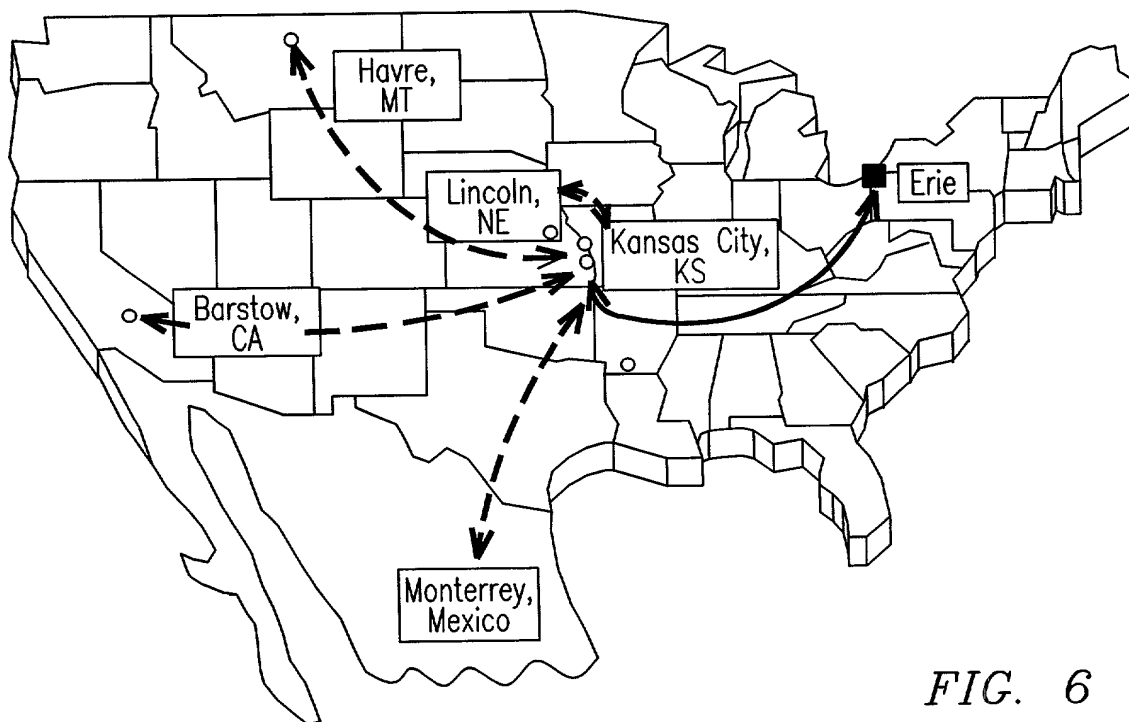 Havre,
MT
Lincoln,
NE
Erie
Kansas City,
KS
Barstow,
CA
Monterrey,
Mexico
FIG. 6